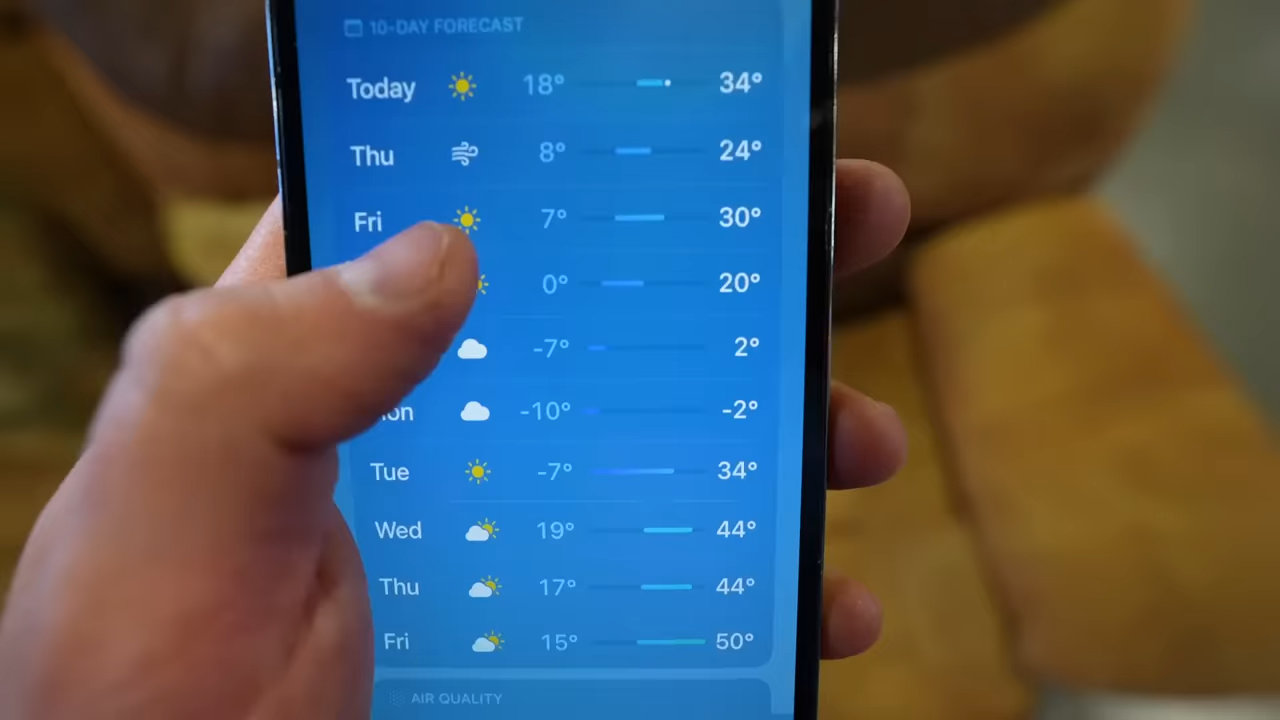 10-DAY FORECAST
Today 18° 34°
Thu 8° 24°
Fri 7° 30°
0° 20°
-7° 2°
-10° -2°
Tue -7° 34°
Wed 19° 44°
Thu 17° 44°
Fri 15° 50°
AIR QUALITY